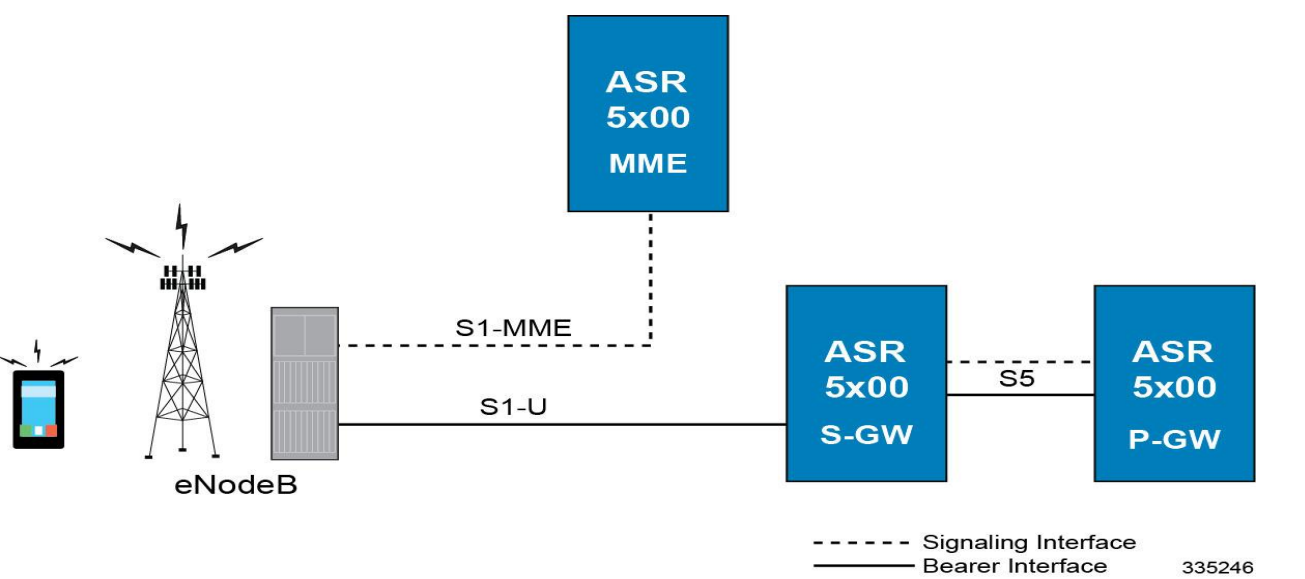 ASR
5x00
MME
S1-MME
S1-U
eNodeB
ASR
5x00
S-GW
S5
ASR
5x00
P-GW
Signaling Interface
Bearer Interface
335246